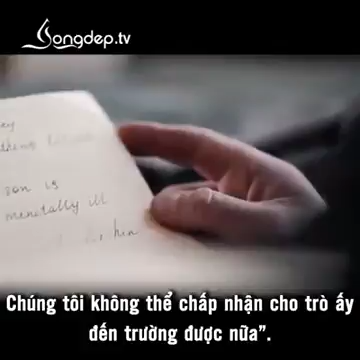 Songdep.tv
son is
mentally ill
him
Chúng tôi không thể chấp nhận cho trò ấy
đến trường được nữa”.